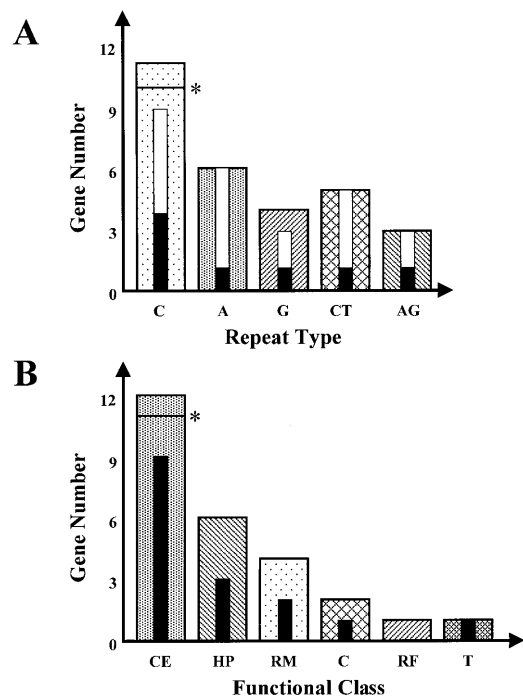 A
12
9
6
3
0
*
Gene Number
C A G CT AG
Repeat Type
B
12
9
6
3
0
*
Gene Number
CE HP RM C RF T
Functional Class